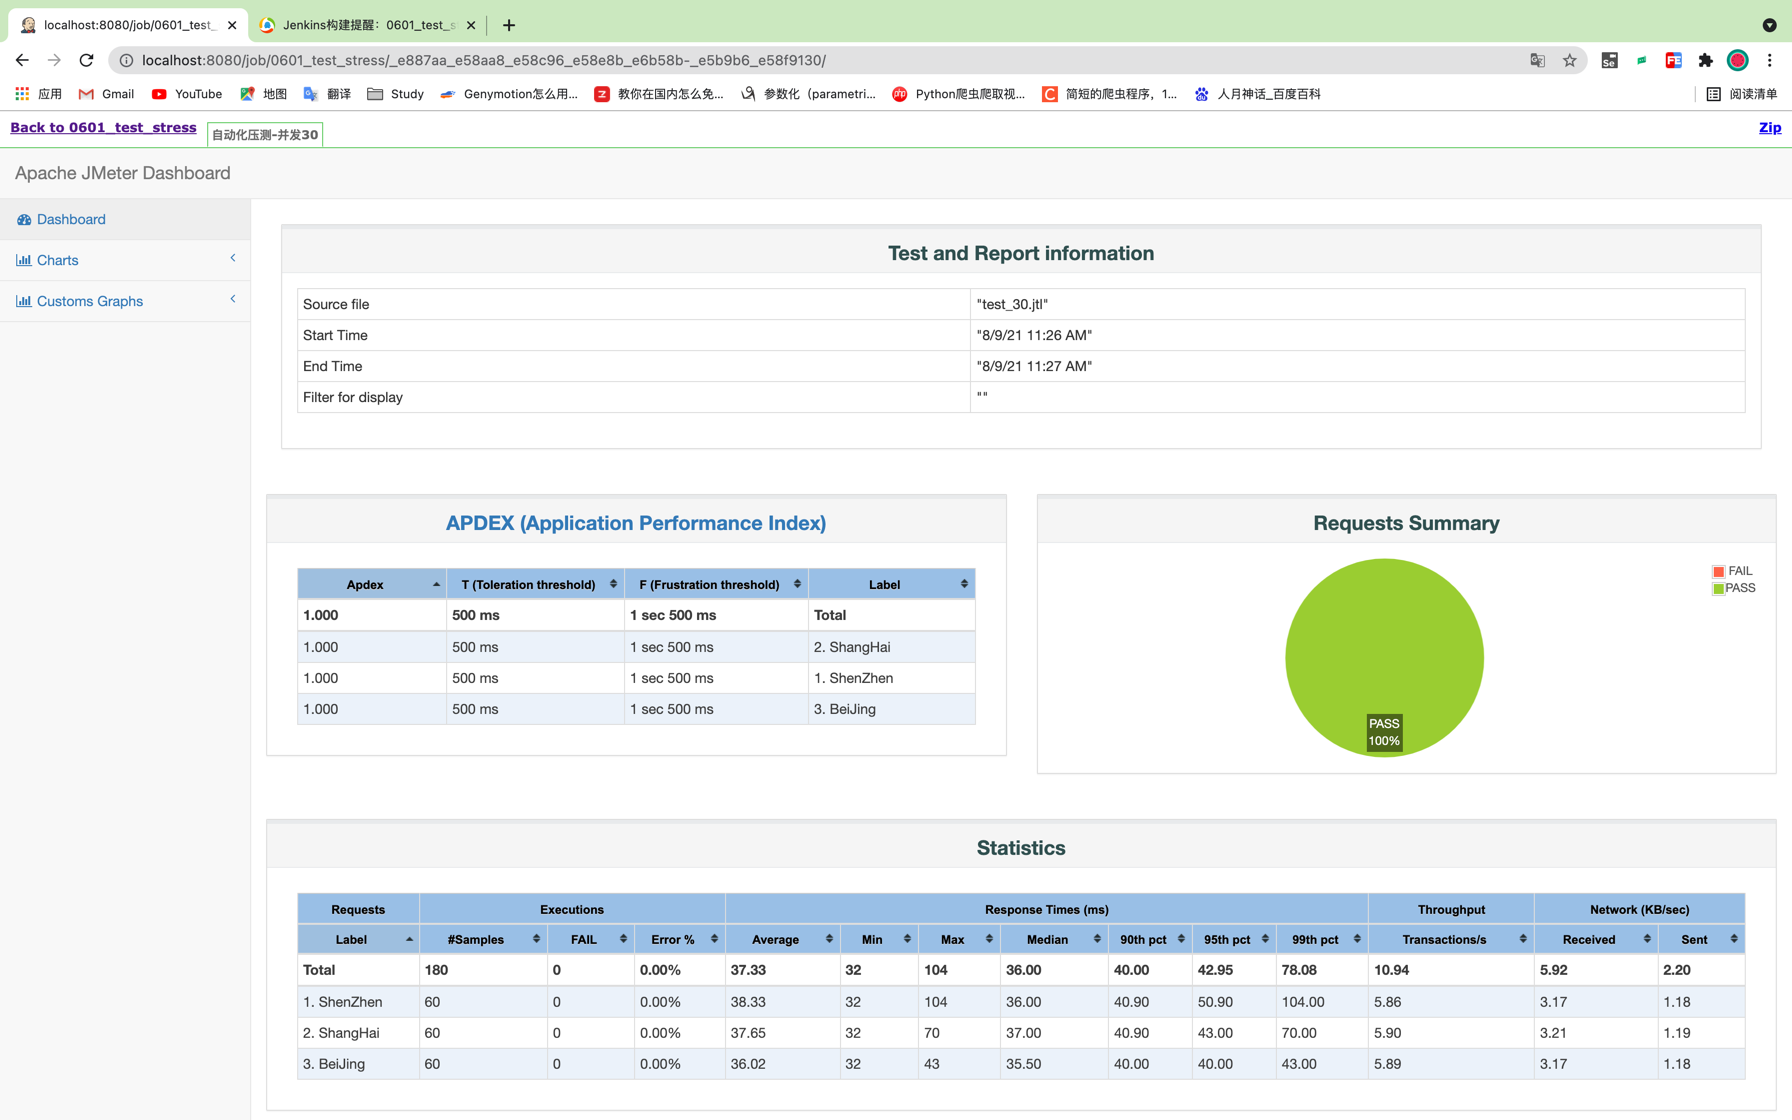 localhost:8080/job/0601_test_
Jenkins构建提醒：0601_test_s
localhost:8080/job/0601_test_stress/_e887aa_e58aa8_e58c96_e58e8b_e6b58b-_e5b9b6_e58f9130/
应用 Gmail YouTube 地图 翻译 Study Genymotion怎么用... 教你在国内怎么免... 参数化（parametri... Python爬虫爬取视... 简短的爬虫程序，1... 人月神话_百度百科 阅读清单
Back to 0601_test_stress 自动化压测-并发30 Zip
Apache JMeter Dashboard
Dashboard
Charts
Customs Graphs
Test and Report information
Source file "test_30.jtl"
Start Time "8/9/21 11:26 AM"
End Time "8/9/21 11:27 AM"
Filter for display ""
APDEX (Application Performance Index)
Apdex T (Toleration threshold) F (Frustration threshold) Label
1.000 500 ms 1 sec 500 ms Total
1.000 500 ms 1 sec 500 ms 2. ShangHai
1.000 500 ms 1 sec 500 ms 1. ShenZhen
1.000 500 ms 1 sec 500 ms 3. BeiJing
Requests Summary
FAIL
PASS
PASS
100%
Statistics
Requests Executions Response Times (ms) Throughput Network (KB/sec)
Label #Samples FAIL Error % Average Min Max Median 90th pct 95th pct 99th pct Transactions/s Received Sent
Total 180 0 0.00% 37.33 32 104 36.00 40.00 42.95 78.08 10.94 5.92 2.20
1. ShenZhen 60 0 0.00% 38.33 32 104 36.00 40.90 50.90 104.00 5.86 3.17 1.18
2. ShangHai 60 0 0.00% 37.65 32 70 37.00 40.90 43.00 70.00 5.90 3.21 1.19
3. BeiJing 60 0 0.00% 36.02 32 43 35.50 40.00 40.00 43.00 5.89 3.17 1.18